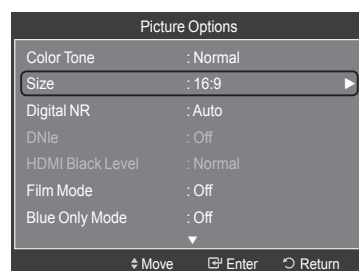 Picture Options
Color Tone : Normal
Size : 16:9
Digital NR : Auto
DNIe : Off
HDMI Black Level : Normal
Film Mode : Off
Blue Only Mode : Off
Move Enter Return